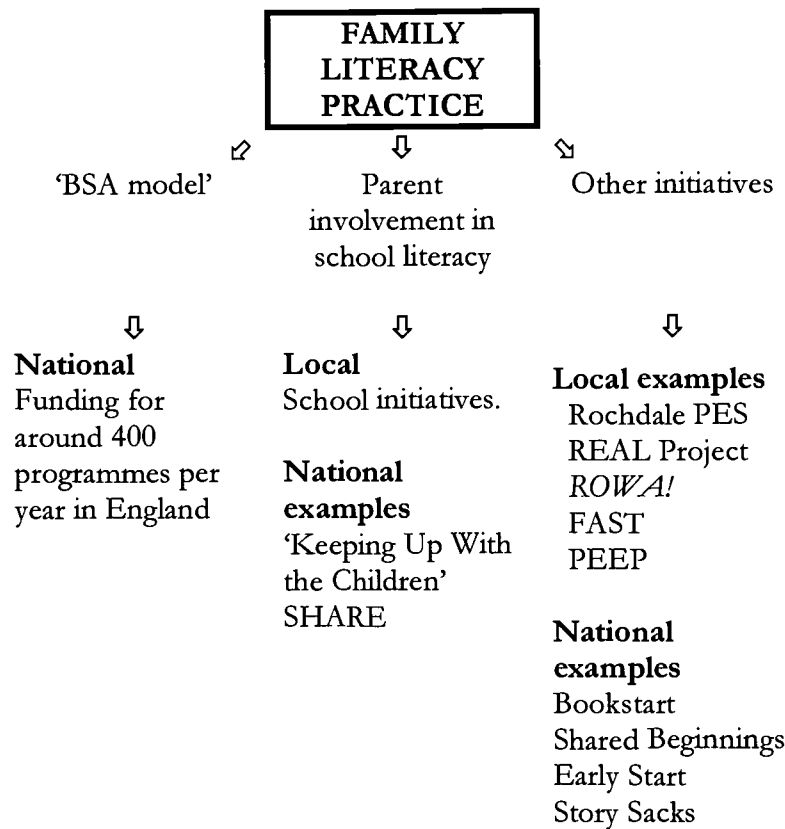 FAMILY
LITERACY
PRACTICE
‘BSA model’
Parent
involvement in
school literacy
Other initiatives
National
Funding for
around 400
programmes per
year in England
Local
School initiatives.
National
examples
‘Keeping Up With
the Children’
SHARE
Local examples
Rochdale PES
REAL Project
ROWA!
FAST
PEEP
National
examples
Bookstart
Shared Beginnings
Early Start
Story Sacks